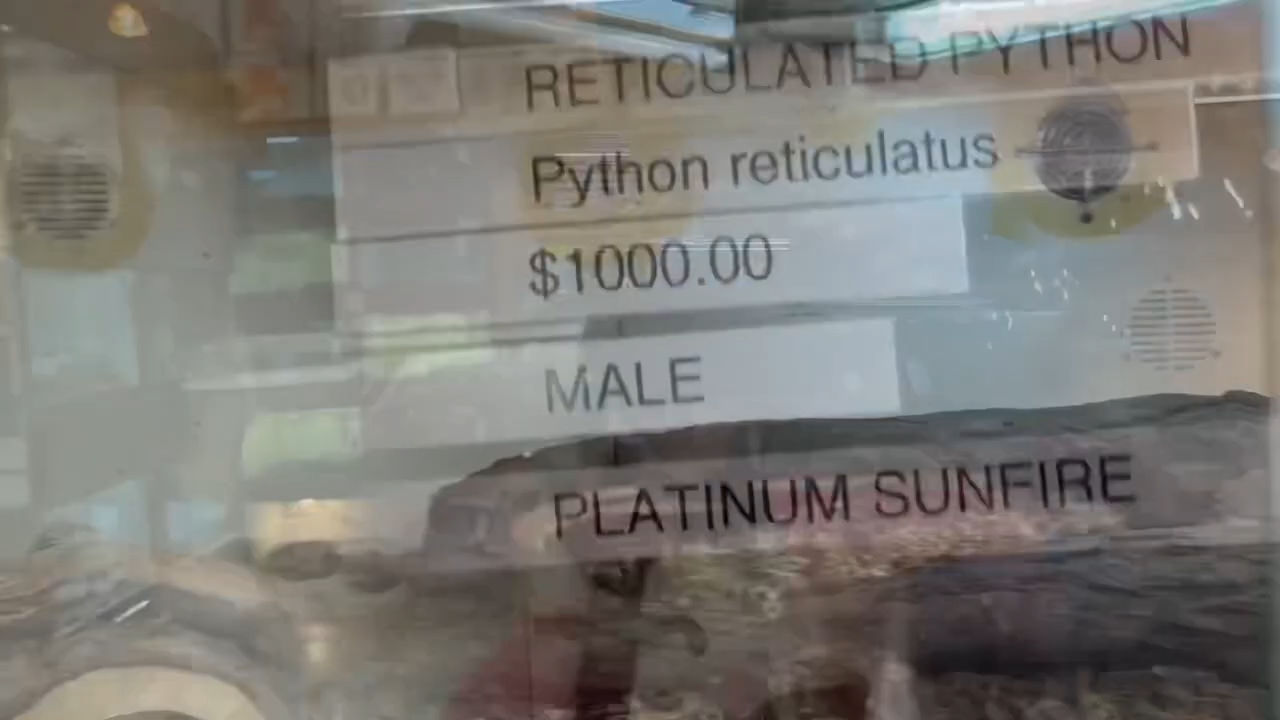 RETICULATED PYTHON
Python reticulatus
$1000.00
MALE
PLATINUM SUNFIRE